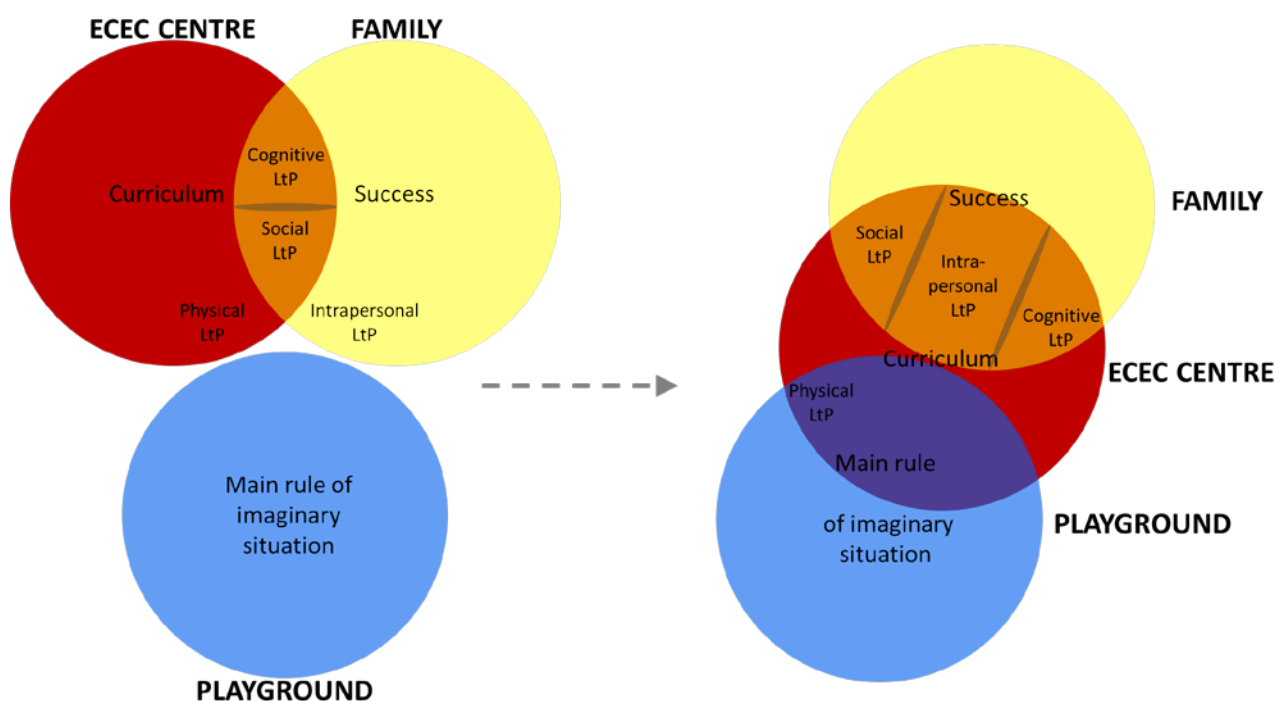 ECEC CENTRE
FAMILY
Cognitive
LtP
Curriculum
Success
Social
LtP
Physical
LtP
Intrapersonal
LtP
Main rule of
imaginary
situation
PLAYGROUND
Success
FAMILY
Social
LtP
Intra-
personal
LtP
Cognitive
LtP
Curriculum
ECEC CENTRE
Physical
LtP
Main rule
of imaginary
situation
PLAYGROUND